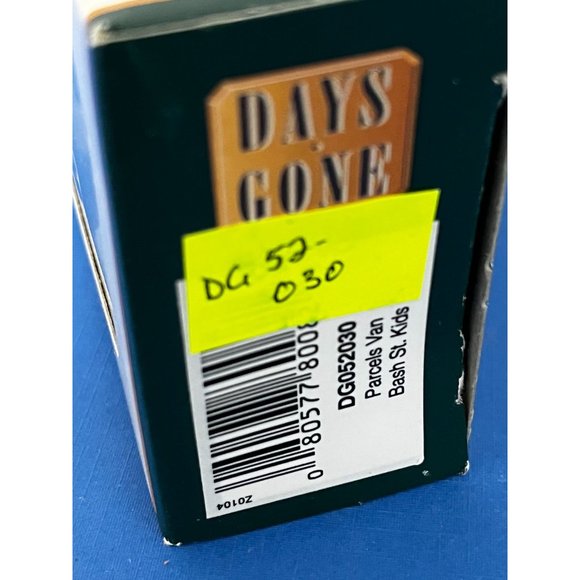 DAYS
GONE
DG 52-
030
0 80577 8008
DG052030
Parcels Van
Bash St. Kids
Z0104